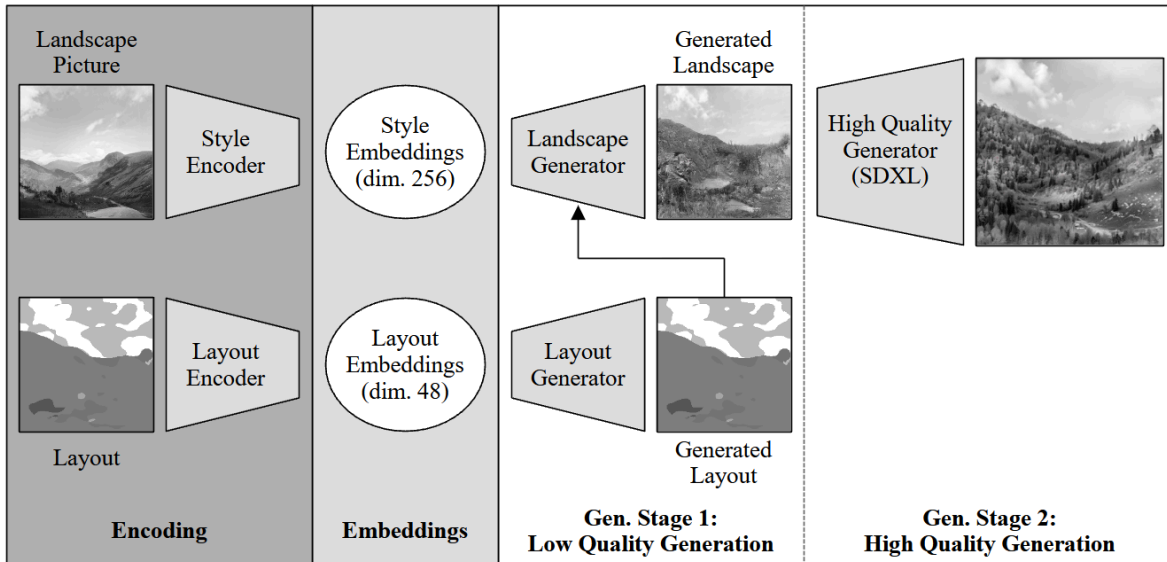 Landscape
Picture
Style
Encoder
Style
Embeddings
(dim. 256)
Landscape
Generator
Generated
Landscape
High Quality
Generator
(SDXL)
Layout
Encoder
Layout
Layout
Embeddings
(dim. 48)
Layout
Generator
Generated
Layout
Encoding
Embeddings
Gen. Stage 1:
Low Quality Generation
Gen. Stage 2:
High Quality Generation